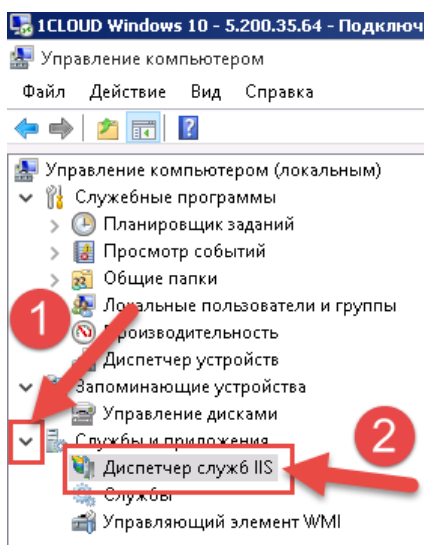 1CLOUD Windows 10 - 5.200.35.64 - Подключ
Управление компьютером
Файл Действие Вид Справка
Управление компьютером (локальным)
Служебные программы
Планировщик заданий
Просмотр событий
Общие папки
Локальные пользователи и группы
1
Производительность
Диспетчер устройств
Запоминающие устройства
Управление дисками
2
Службы и приложения
Диспетчер служб IIS
Службы
Управляющий элемент WMI